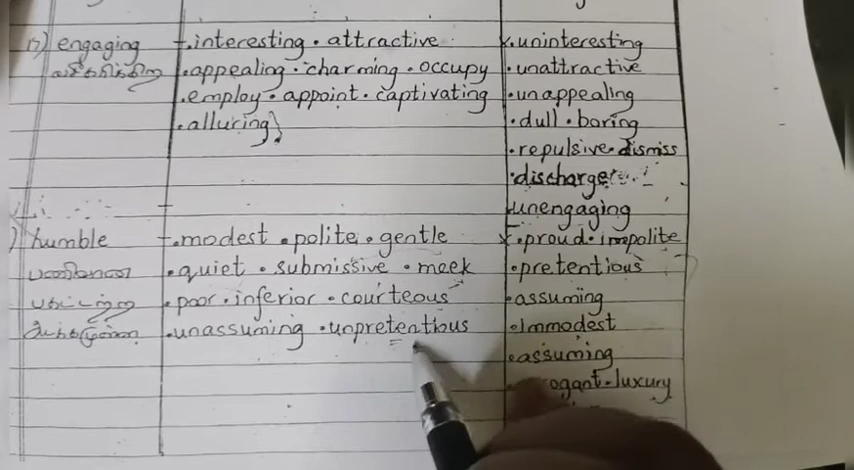 17) engaging
+.interesting . attractive
.appealing . charming . occupy
.employ . appoint . captivating
.alluring}
x.uninteresting
.unattractive
.unappealing
.dull . boring
.repulsive . dismiss
.discharge
unengaging
) humble
+.modest . polite . gentle
.quiet . submissive . meek
.poor . inferior . courteous
.unassuming . unpretentious
x.proud . impolite
.pretentious
.assuming
.Immodest
.assuming
luxury